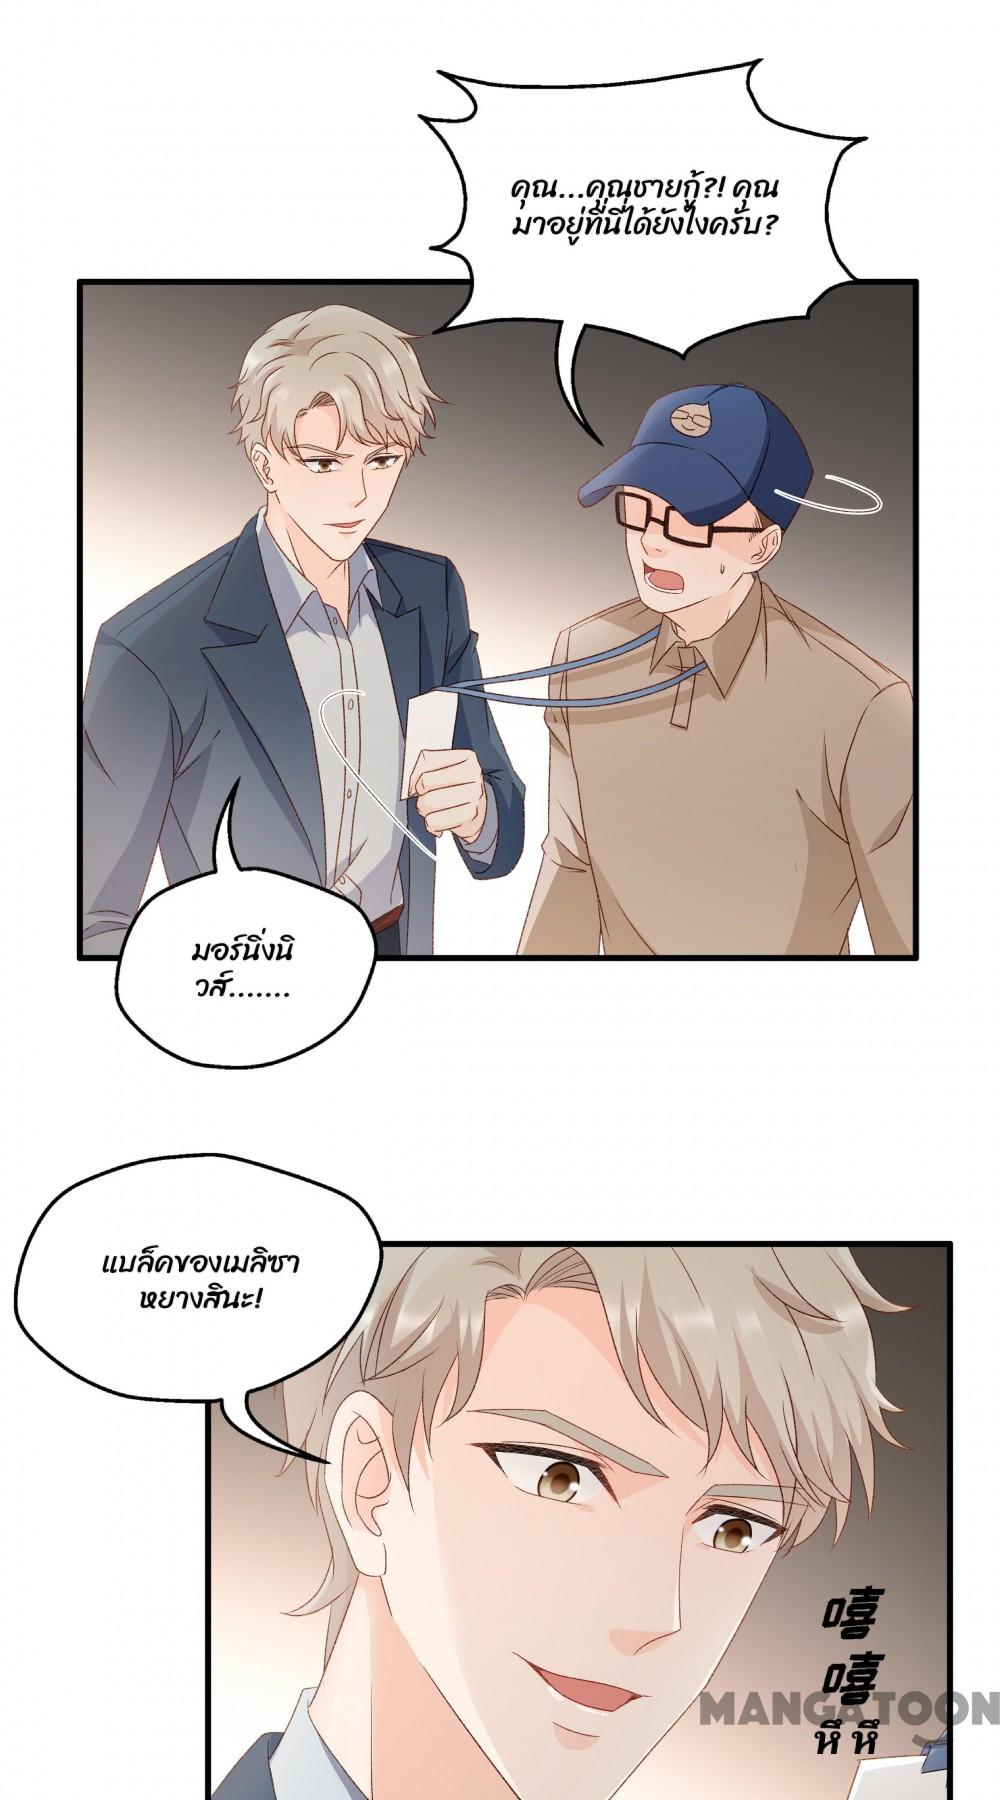 คุณ...คุณชายกู้?! คุณ
มาอยู่ที่นี่ได้ยังไงครับ?
มอร์นิ่งนิ
วส์.......
แบล็คของเมลิซา
หยางสินะ!
嘻
嘻
หึ หึ
MANGATOON